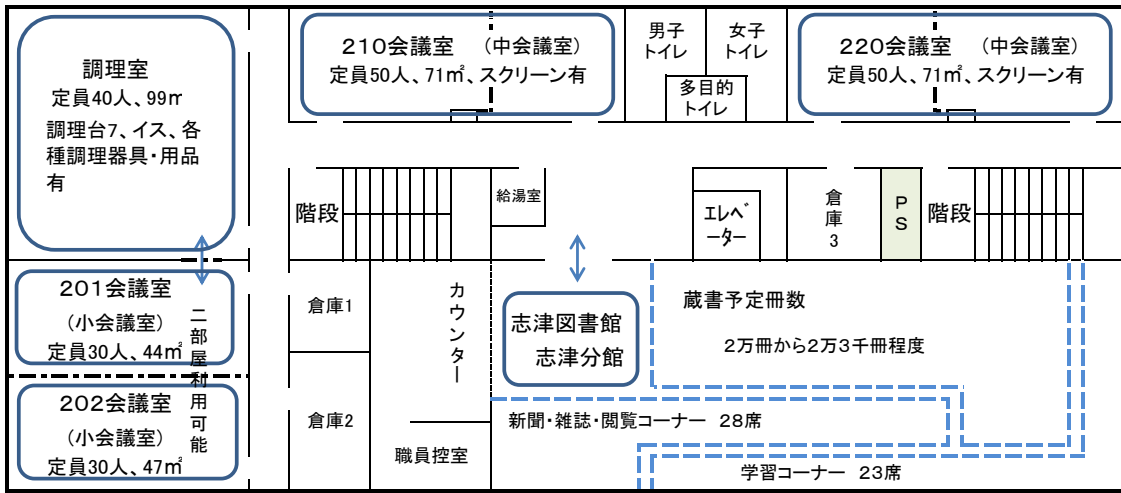 調理室
定員40人、99㎡
調理台7、イス、各
種調理器具・用品
有
210会議室 (中会議室)
定員50人、71㎡、スクリーン有
男子
トイレ
女子
トイレ
多目的
トイレ
220会議室 (中会議室)
定員50人、71㎡、スクリーン有
階段
給湯室
エレベーター
倉庫3
PS
階段
201会議室
(小会議室)
定員30人、44㎡
二部屋利用可能
202会議室
(小会議室)
定員30人、47㎡
倉庫1
倉庫2
カウンター
職員控室
志津図書館
志津分館
蔵書予定冊数
2万冊から2万3千冊程度
新聞・雑誌・閲覧コーナー 28席
学習コーナー 23席